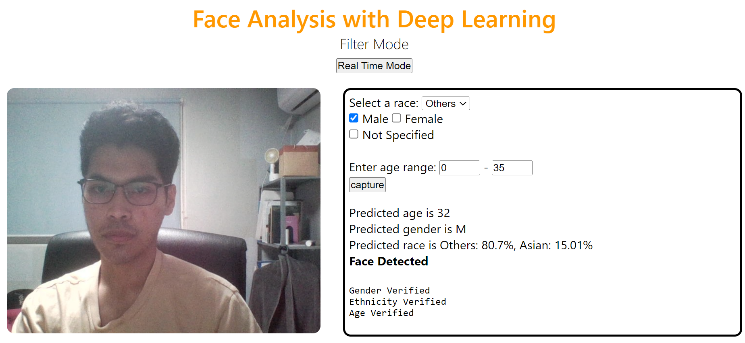 Face Analysis with Deep Learning
Filter Mode
Real Time Mode
Select a race: Others
Male Female
Not Specified
Enter age range: 0 - 35
capture
Predicted age is 32
Predicted gender is M
Predicted race is Others: 80.7%, Asian: 15.01%
Face Detected
Gender Verified
Ethnicity Verified
Age Verified